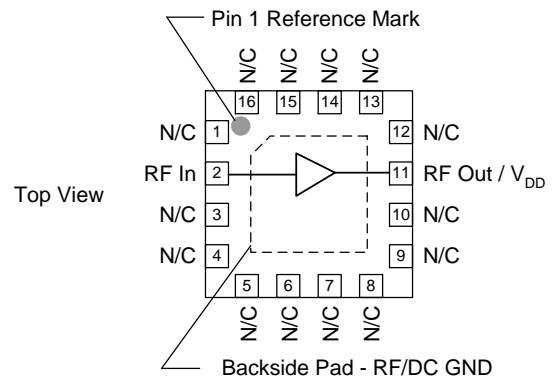 Pin 1 Reference Mark
N/C N/C N/C N/C
16 15 14 13
N/C 1 12 N/C
RF In 2 11 RF Out / VDD
Top View
N/C 3 10 N/C
N/C 4 9 N/C
5 6 7 8
N/C N/C N/C N/C
Backside Pad - RF/DC GND